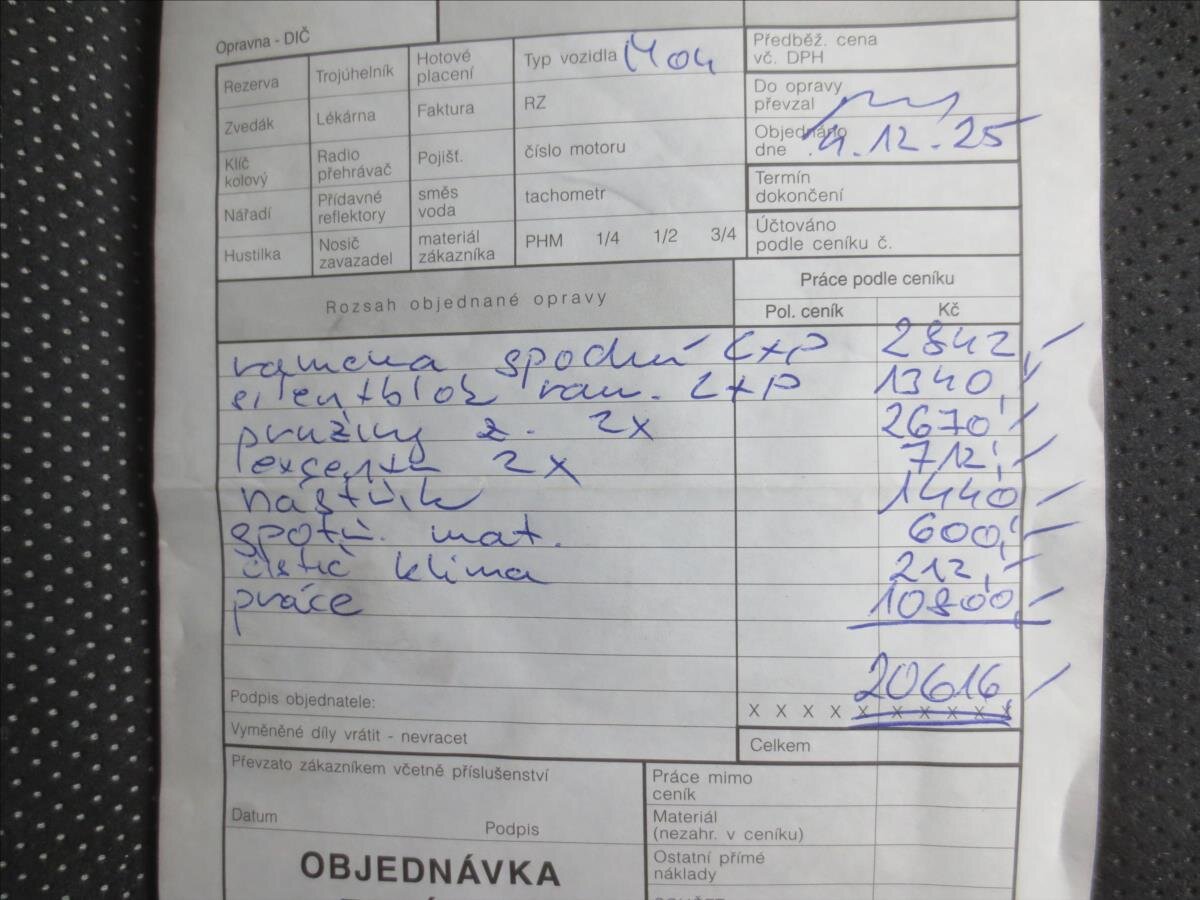 Opravna - DIČ
Rezerva Trojúhelník Hotové placení Typ vozidla Předběž. cena vč. DPH
Zvedák Lékárna Faktura RZ Do opravy převzal
Klíč kolový Radio přehrávač Pojišť. číslo motoru Objednáno dne 4.12.25
Nářadí Přídavné reflektory směs voda tachometr Termín dokončení
Hustilka Nosič zavazadel materiál zákazníka PHM 1/4 1/2 3/4 Účtováno podle ceníku č.
Rozsah objednané opravy Práce podle ceníku
Pol. ceník Kč
ramena spodní L+P 2842,-
silentblok ram. L+P 1340,-
pružiny z. 2x 2670,-
excentr 2x 712,-
nástřik 1440,-
spotř. mat. 600,-
čistič klima 212,-
práce 10800,-
20616,-
Podpis objednatele: X X X X X X X X X X
Vyměněné díly vrátit - nevracet Celkem
Převzato zákazníkem včetně příslušenství Práce mimo ceník
Datum Podpis Materiál (nezahr. v ceníku)
OBJEDNÁVKA Ostatní přímé náklady